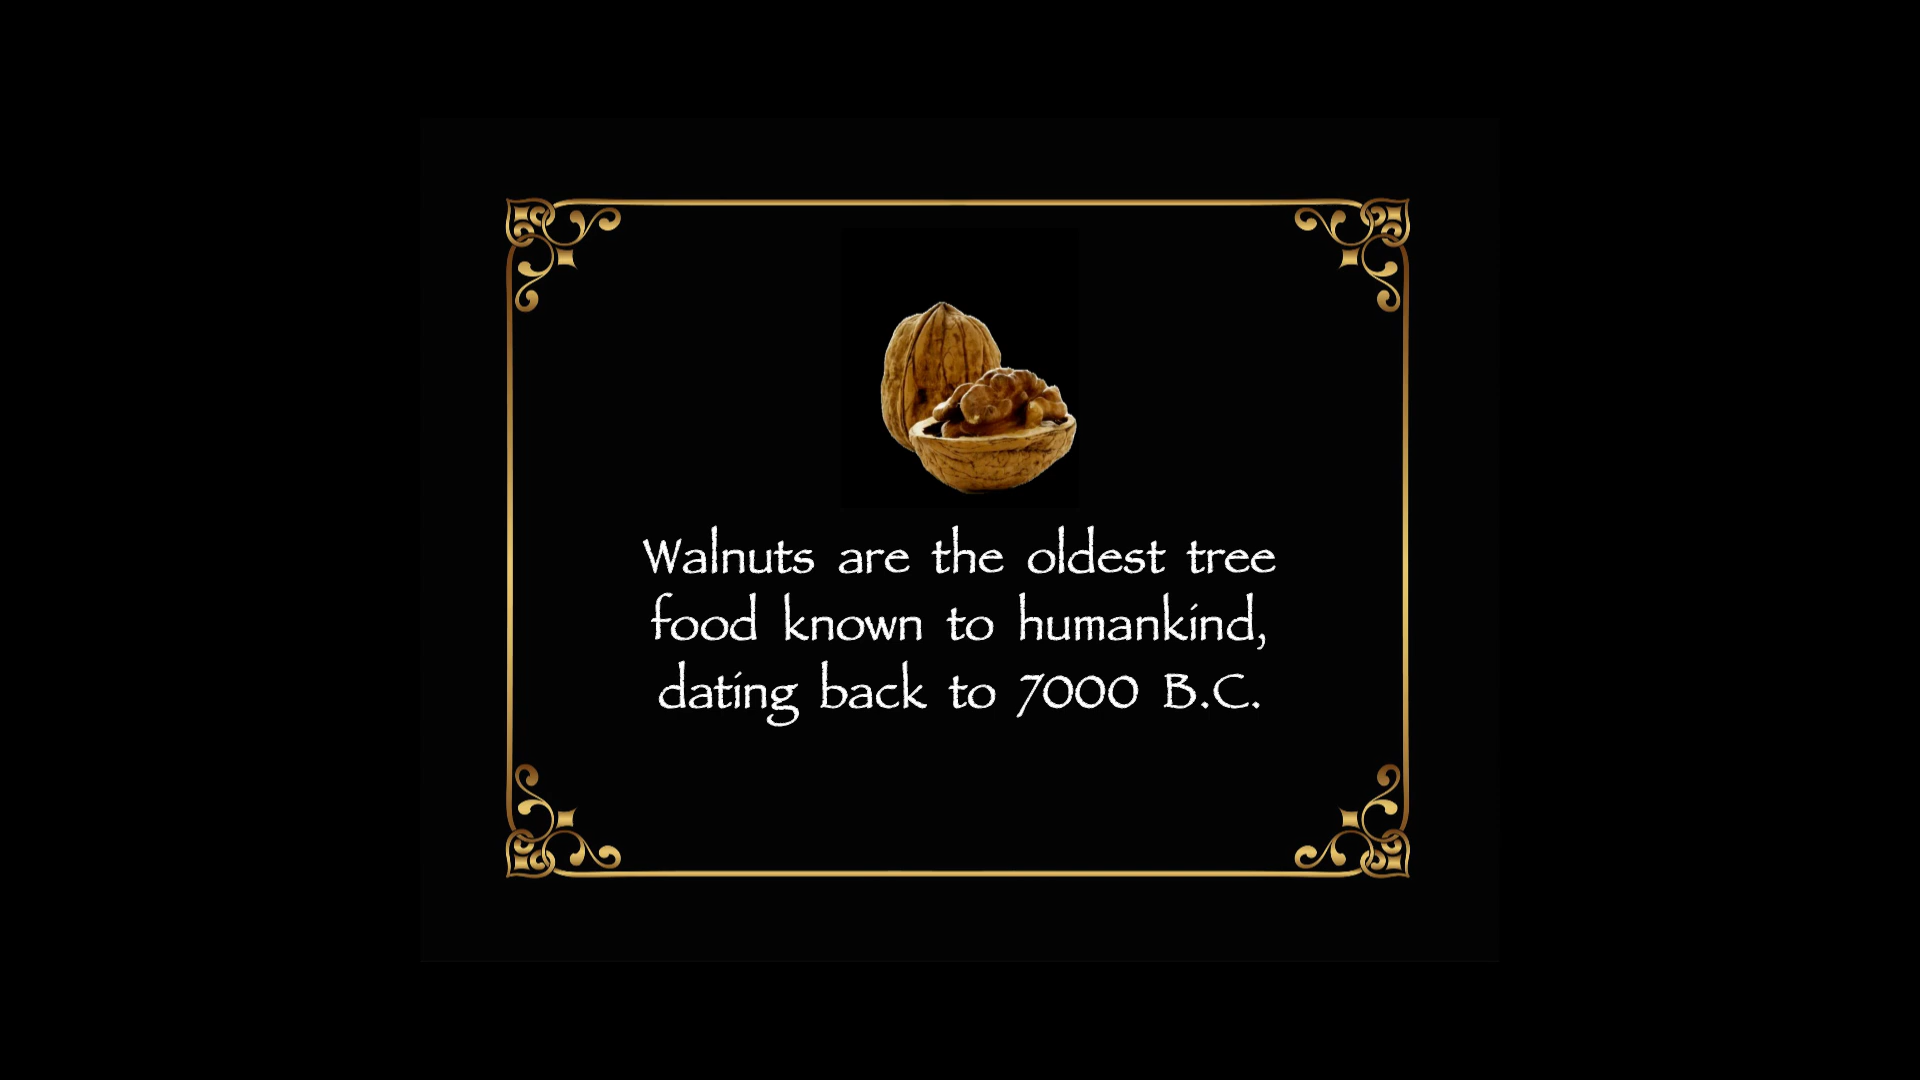 Walnuts are the oldest tree
food known to humankind,
dating back to 7000 B.C.